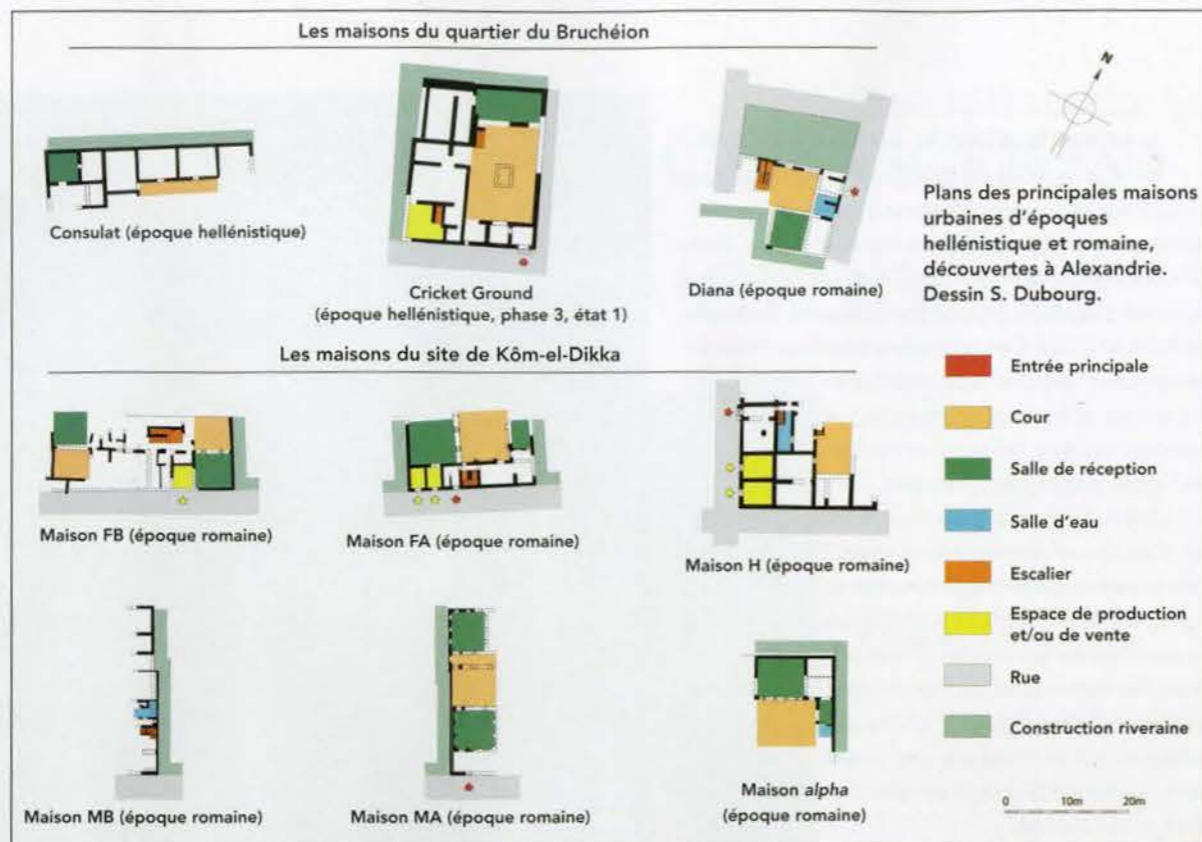 Les maisons du quartier du Bruchéion
N
Consulat (époque hellénistique)
Cricket Ground
(époque hellénistique, phase 3, état 1)
Diana (époque romaine)
Plans des principales maisons
urbaines d'époques
hellénistique et romaine,
découvertes à Alexandrie.
Dessin S. Dubourg.
Les maisons du site de Kôm-el-Dikka
Maison FB (époque romaine)
Maison FA (époque romaine)
Maison H (époque romaine)
Maison MB (époque romaine)
Maison MA (époque romaine)
Maison alpha
(époque romaine)
Entrée principale
Cour
Salle de réception
Salle d'eau
Escalier
Espace de production
et/ou de vente
Rue
Construction riveraine
0 10m 20m